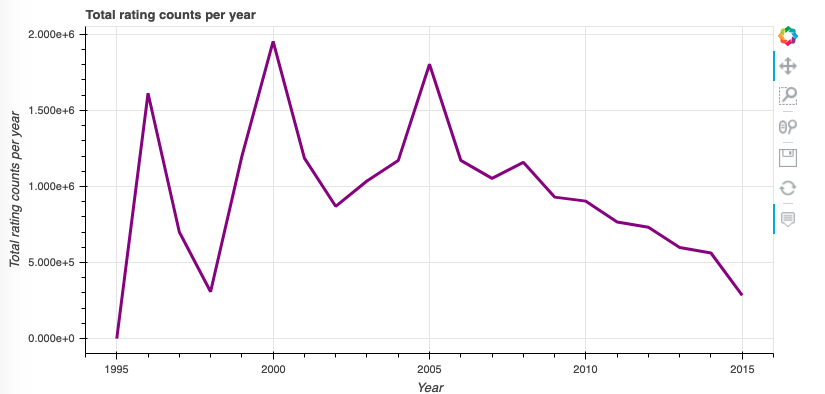 Total rating counts per year
2.000e+6
1.500e+6
1.000e+6
5.000e+5
0.000e+0
Total rating counts per year
1995 2000 2005 2010 2015
Year